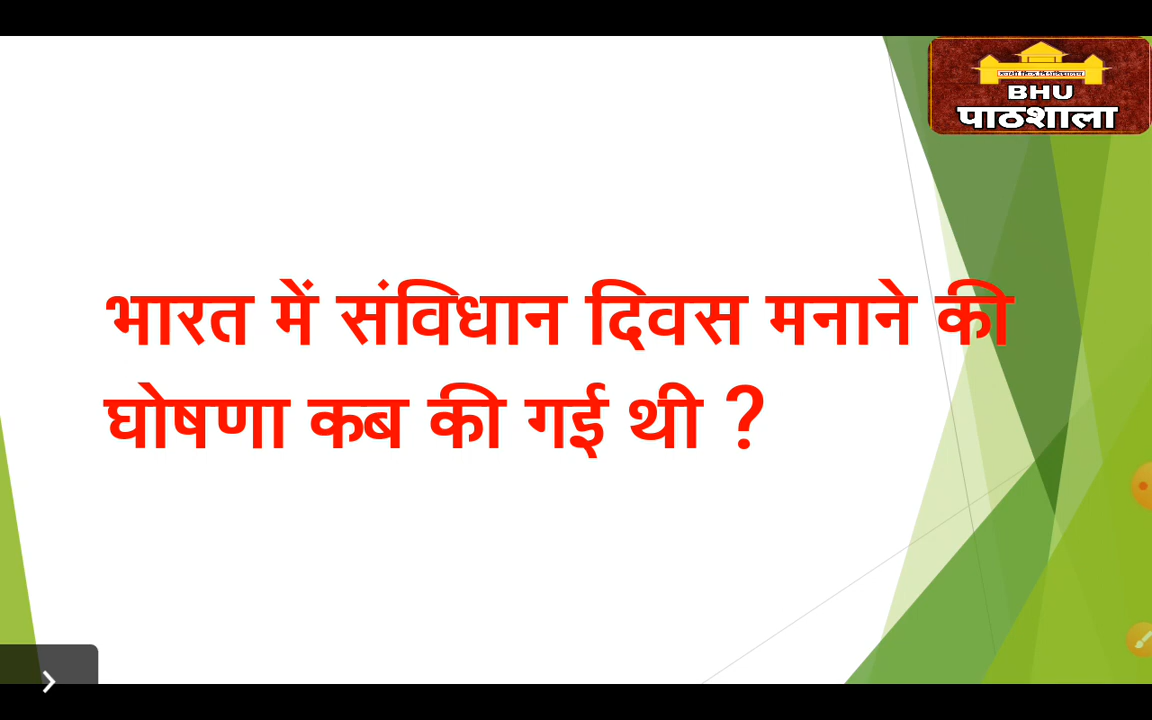 BHU
पाठशाला
भारत में संविधान दिवस मनाने की
घोषणा कब की गई थी ?